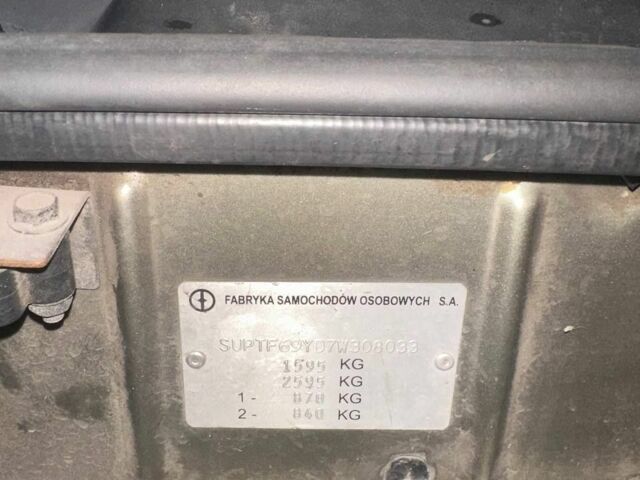 FABRYKA SAMOCHODÓW OSOBOWYCH S.A.
SUPTF69YD7W308033
1595 KG
2595 KG
1 - 870 KG
2 - 840 KG